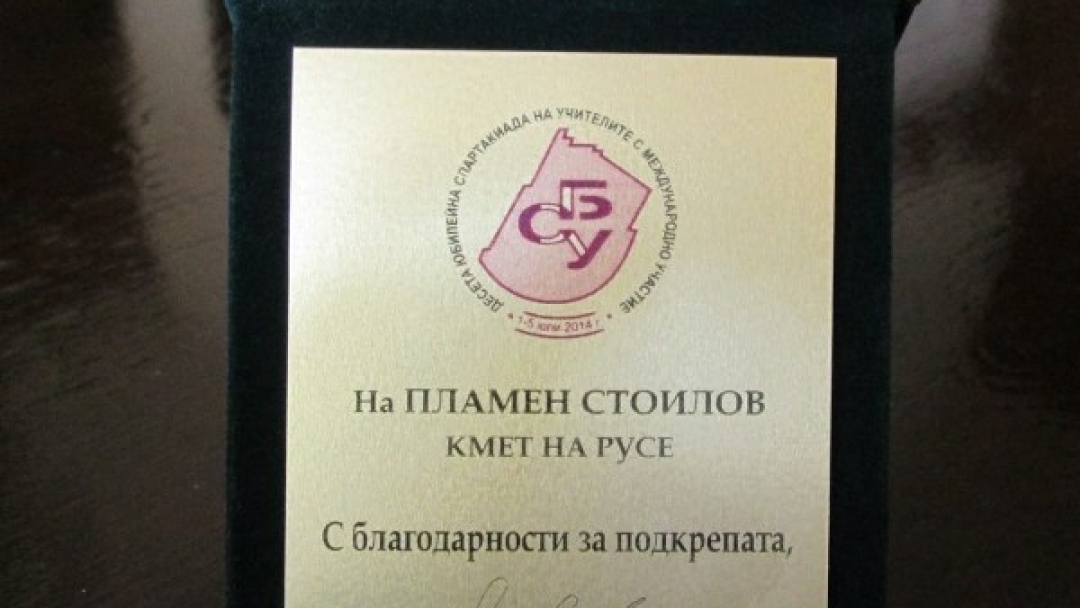 ДЕСЕТА ЮБИЛЕЙНА СПАРТАКИАДА НА УЧИТЕЛИТЕ С МЕЖДУНАРОДНО УЧАСТИЕ
СБУ
1-5 юли 2014 г.
На ПЛАМЕН СТОИЛОВ
КМЕТ НА РУСЕ
С благодарности за подкрепата,